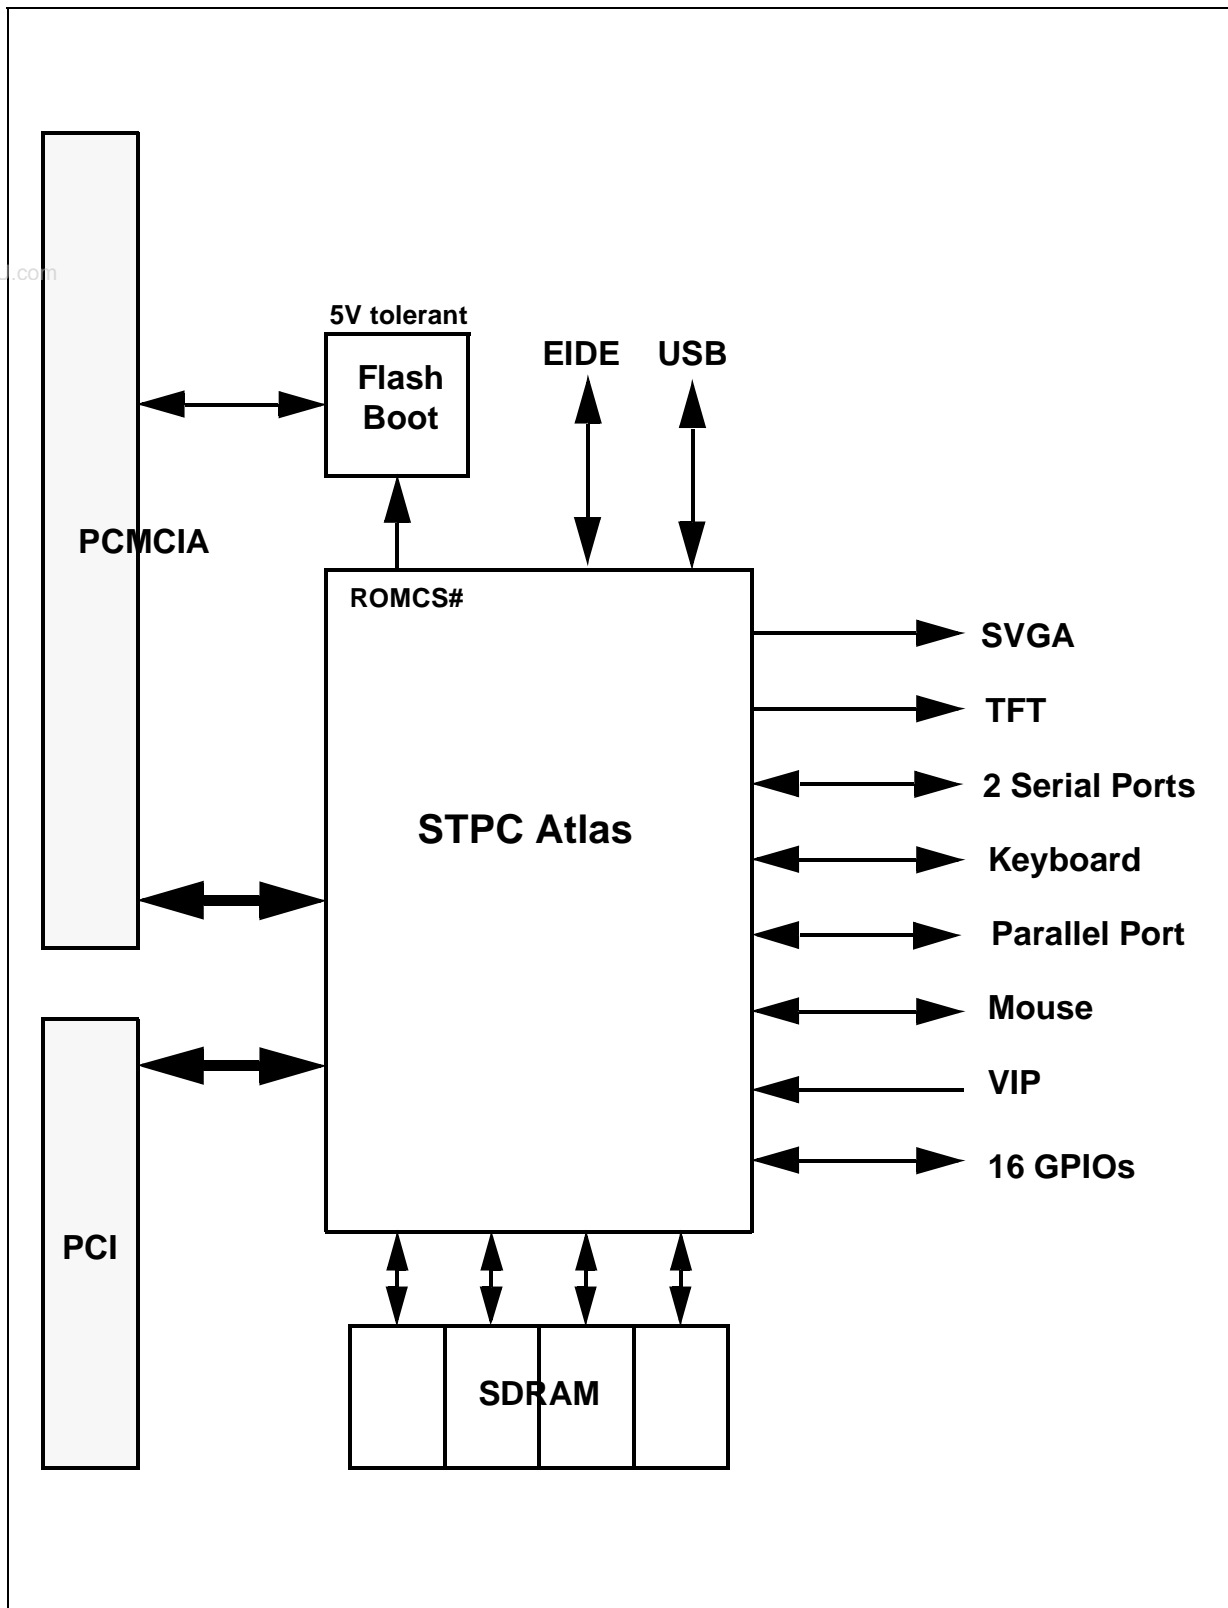 5V tolerant
Flash
Boot
EIDE
USB
PCMCIA
ROMCS#
SVGA
TFT
STPC Atlas
2 Serial Ports
Keyboard
Parallel Port
Mouse
VIP
16 GPIOs
PCI
SDRAM